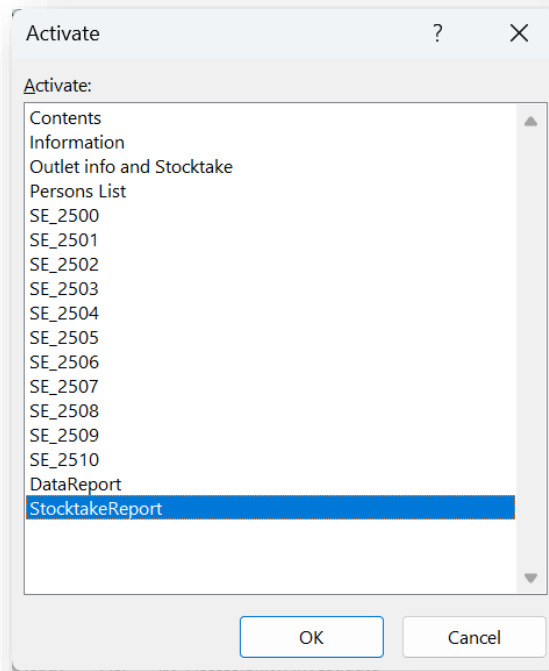 Activate
?
Activate:
Contents
Information
Outlet info and Stocktake
Persons List
SE_2500
SE_2501
SE_2502
SE_2503
SE_2504
SE_2505
SE_2506
SE_2507
SE_2508
SE_2509
SE_2510
DataReport
StocktakeReport
OK
Cancel